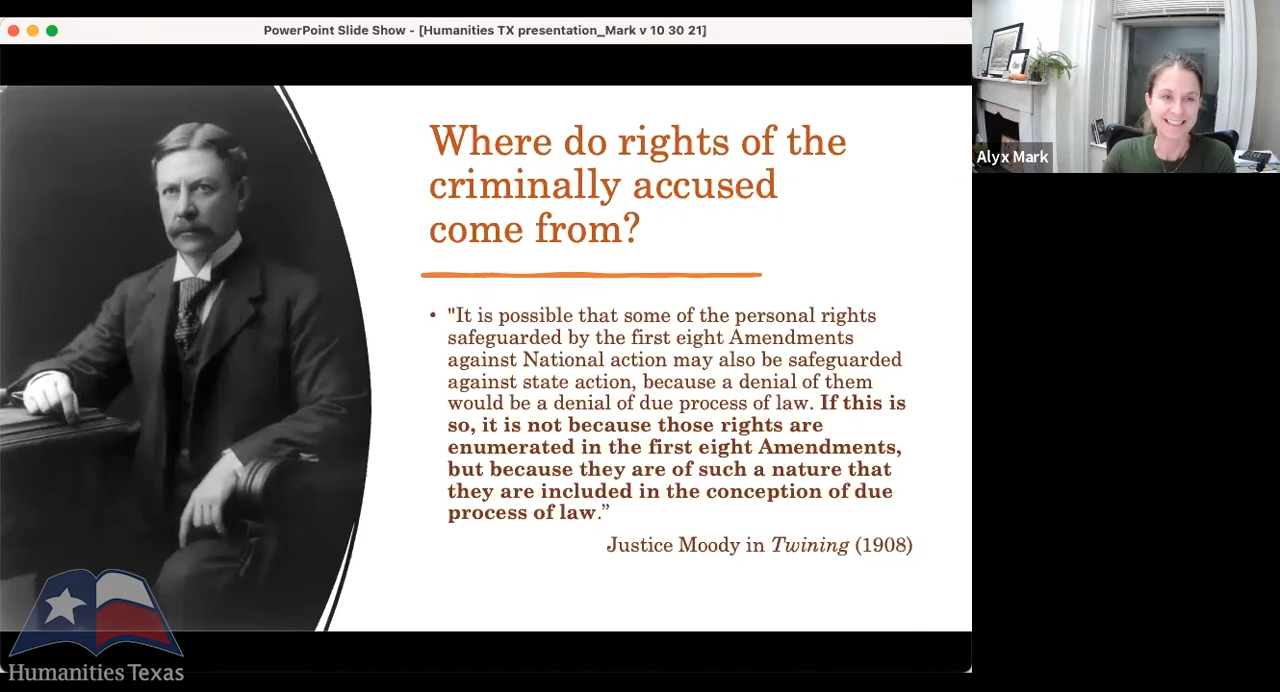 PowerPoint Slide Show - [Humanities TX presentation_Mark v 10 30 21]
Where do rights of the
criminally accused
come from?
• "It is possible that some of the personal rights
safeguarded by the first eight Amendments
against National action may also be safeguarded
against state action, because a denial of them
would be a denial of due process of law. If this is
so, it is not because those rights are
enumerated in the first eight Amendments,
but because they are of such a nature that
they are included in the conception of due
process of law.”
Justice Moody in Twining (1908)
Alyx Mark
Humanities Texas